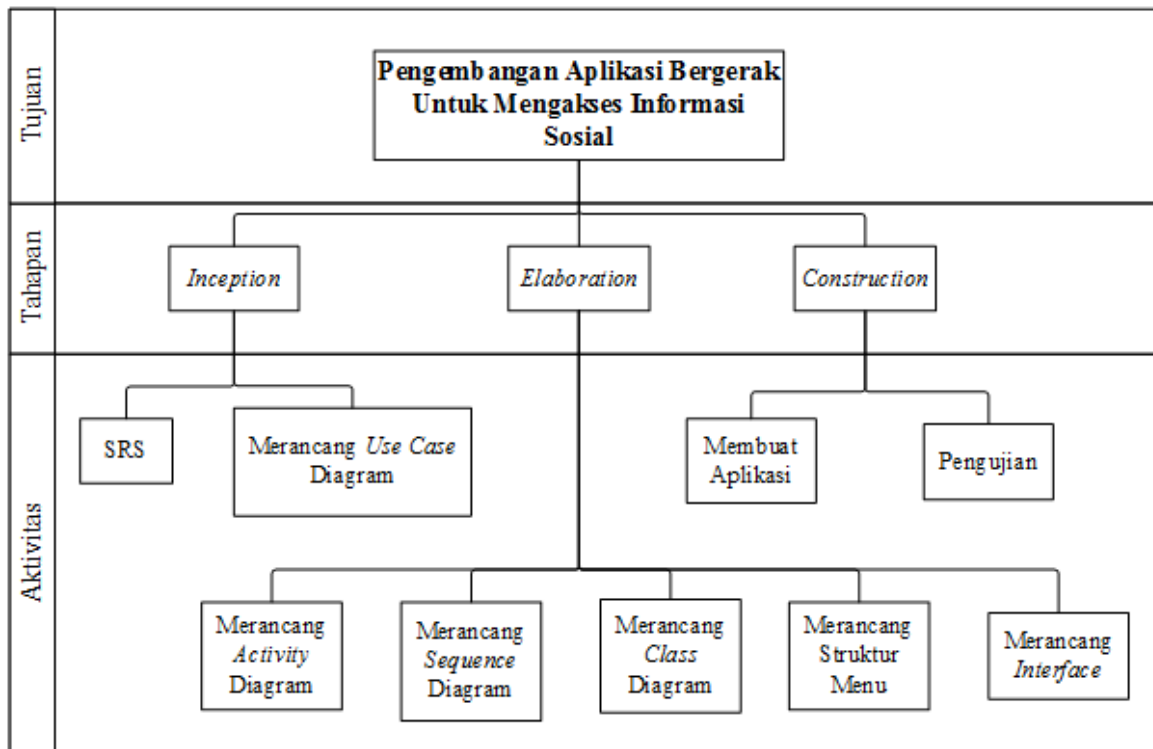 Tujuan
Pengembangan Aplikasi Bergerak
Untuk Mengakses Informasi
Sosial
Tahapan
Inception
Elaboration
Construction
Aktivitas
SRS
Merancang Use Case
Diagram
Membuat
Aplikasi
Pengujian
Merancang
Activity
Diagram
Merancang
Sequence
Diagram
Merancang
Class
Diagram
Merancang
Struktur
Menu
Merancang
Interface